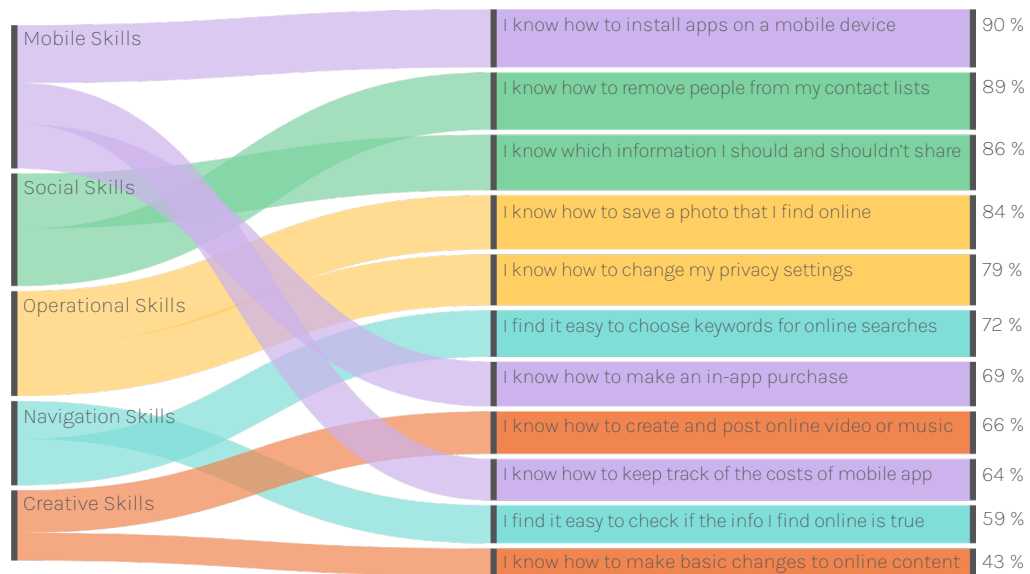 Mobile Skills
Social Skills
Operational Skills
Navigation Skills
Creative Skills
I know how to install apps on a mobile device 90 %
I know how to remove people from my contact lists 89 %
I know which information I should and shouldn't share 86 %
I know how to save a photo that I find online 84 %
I know how to change my privacy settings 79 %
I find it easy to choose keywords for online searches 72 %
I know how to make an in-app purchase 69 %
I know how to create and post online video or music 66 %
I know how to keep track of the costs of mobile app 64 %
I find it easy to check if the info I find online is true 59 %
I know how to make basic changes to online content 43 %